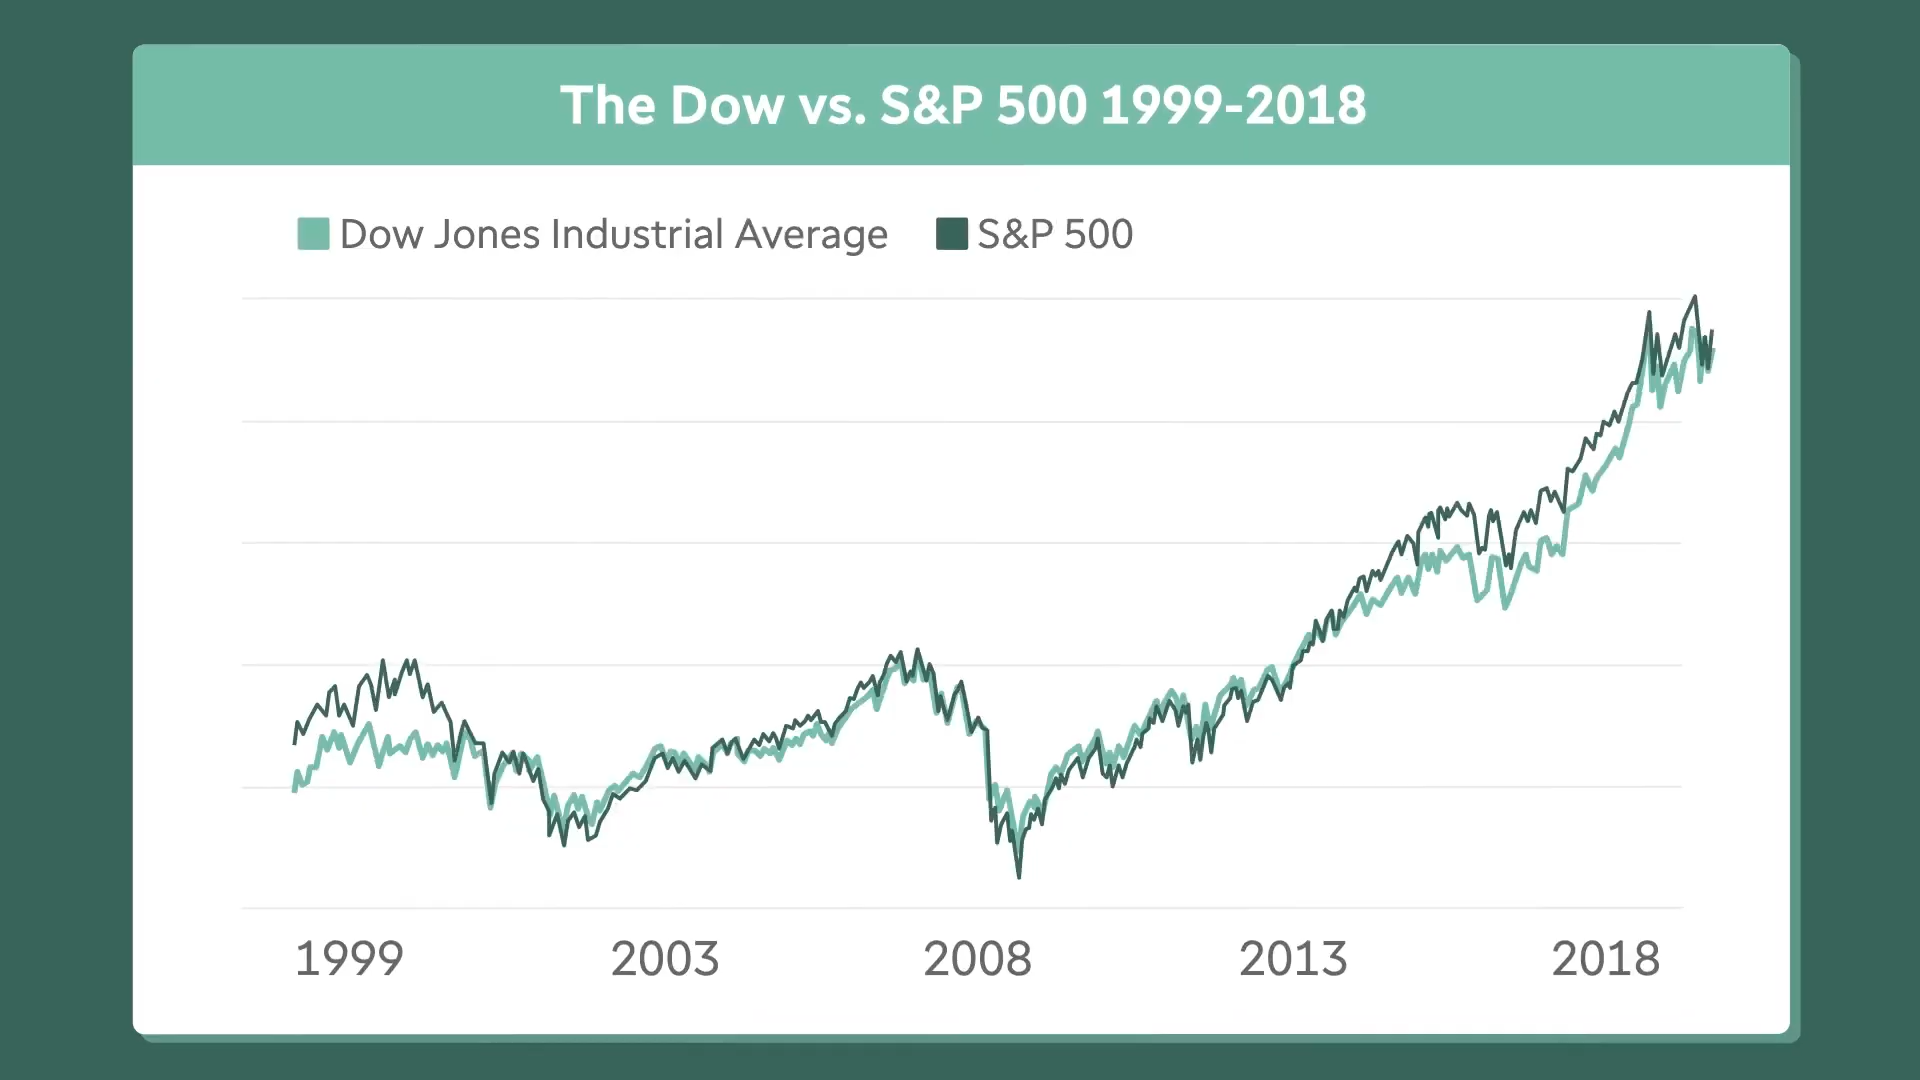 The Dow vs. S&P 500 1999-2018
Dow Jones Industrial Average S&P 500
1999 2003 2008 2013 2018